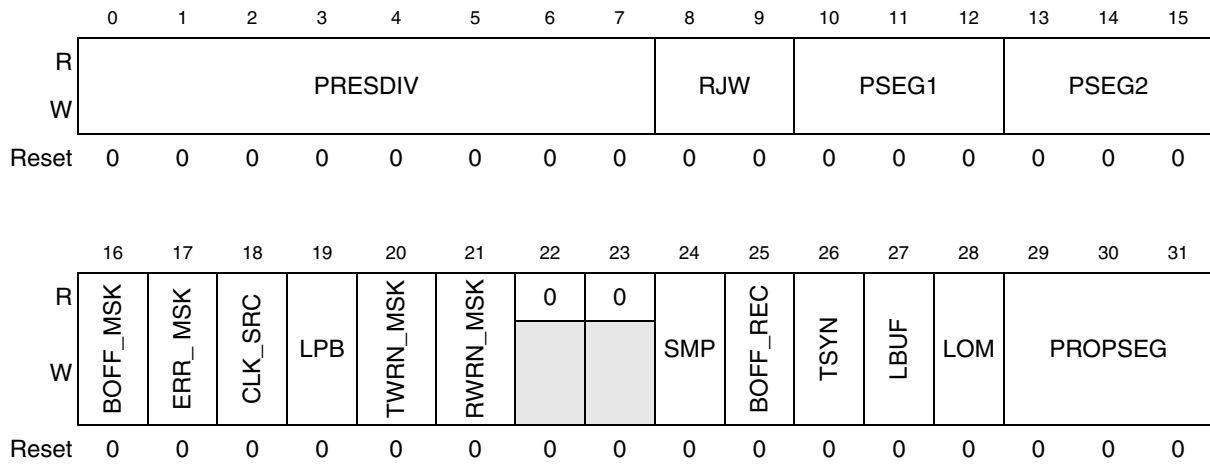 0 1 2 3 4 5 6 7 8 9 10 11 12 13 14 15
R
W
PRESDIV RJW PSEG1 PSEG2
Reset 0 0 0 0 0 0 0 0 0 0 0 0 0 0 0 0
16 17 18 19 20 21 22 23 24 25 26 27 28 29 30 31
R
W
BOFF_MSK ERR_ MSK CLK_SRC LPB TWRN_MSK RWRN_MSK 0 0 SMP BOFF_REC TSYN LBUF LOM PROPSEG
Reset 0 0 0 0 0 0 0 0 0 0 0 0 0 0 0 0